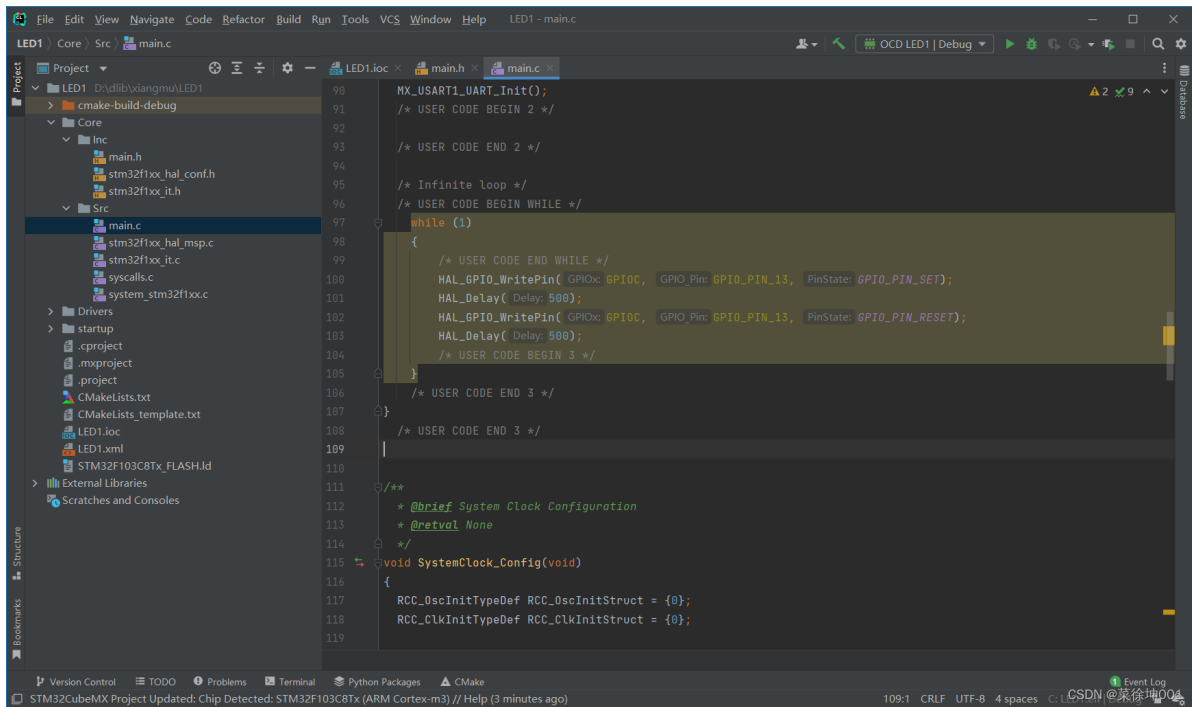 File Edit View Navigate Code Refactor Build Run Tools VCS Window Help LED1 - main.c
LED1 Core Src main.c
OCD LED1 | Debug
Project
LED1.ioc main.h main.c
LED1 D:\dlib\xiangmu\LED1
cmake-build-debug
Core
Inc
main.h
stm32f1xx_hal_conf.h
stm32f1xx_it.h
Src
main.c
stm32f1xx_hal_msp.c
stm32f1xx_it.c
syscalls.c
system_stm32f1xx.c
Drivers
startup
.cproject
.mxproject
.project
CMakeLists.txt
CMakeLists_template.txt
LED1.ioc
LED1.xml
STM32F103C8Tx_FLASH.ld
External Libraries
Scratches and Consoles
Project
Structure
Bookmarks
Database
2 9
90 MX_USART1_UART_Init();
91 /* USER CODE BEGIN 2 */
92
93 /* USER CODE END 2 */
94
95 /* Infinite loop */
96 /* USER CODE BEGIN WHILE */
97 while (1)
98 {
99 /* USER CODE END WHILE */
100 HAL_GPIO_WritePin( GPIOx: GPIOC, GPIO_Pin: GPIO_PIN_13, PinState: GPIO_PIN_SET);
101 HAL_Delay( Delay: 500);
102 HAL_GPIO_WritePin( GPIOx: GPIOC, GPIO_Pin: GPIO_PIN_13, PinState: GPIO_PIN_RESET);
103 HAL_Delay( Delay: 500);
104 /* USER CODE BEGIN 3 */
105 }
106 /* USER CODE END 3 */
107 }
108 /* USER CODE END 3 */
109
110
111 /**
112 * @brief System Clock Configuration
113 * @retval None
114 */
115 void SystemClock_Config(void)
116 {
117 RCC_OscInitTypeDef RCC_OscInitStruct = {0};
118 RCC_ClkInitTypeDef RCC_ClkInitStruct = {0};
119
Version Control TODO Problems Terminal Python Packages CMake 1 Event Log
STM32CubeMX Project Updated: Chip Detected: STM32F103C8Tx (ARM Cortex-m3) // Help (3 minutes ago) 109:1 CRLF UTF-8 4 spaces
CSDN @菜徐坤001